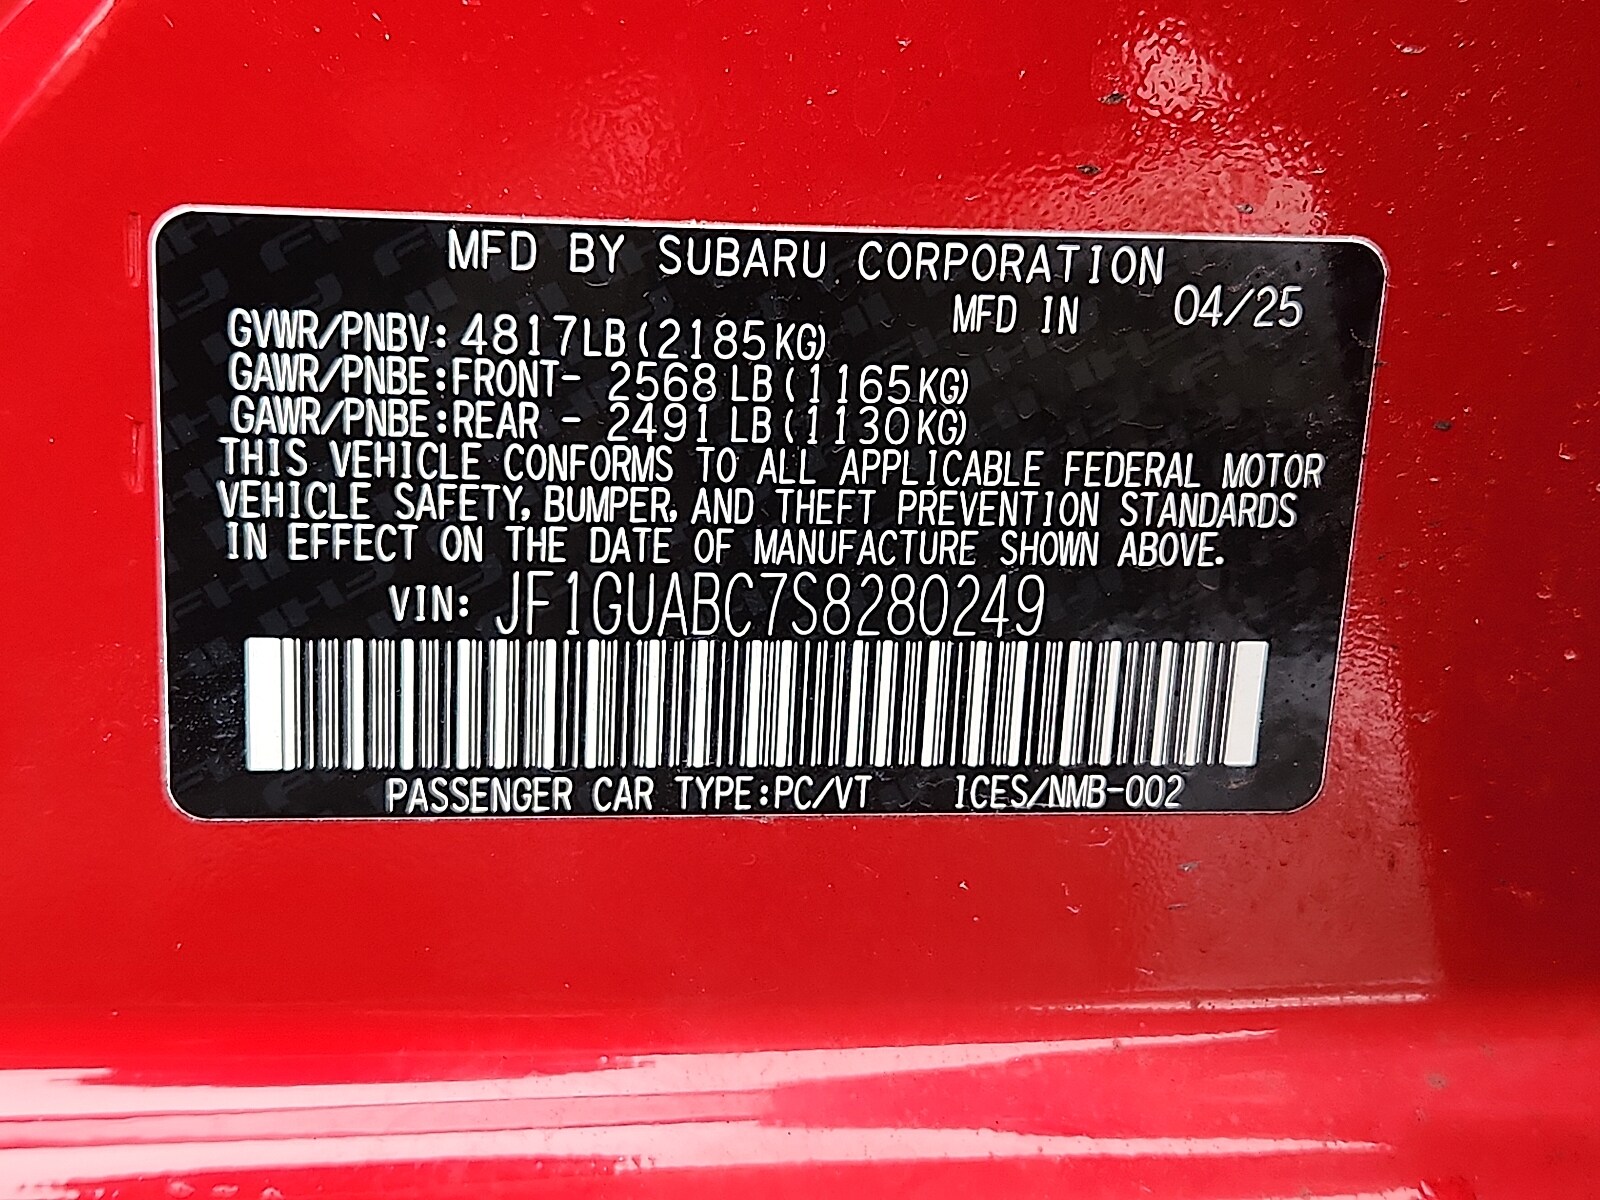 MFD BY SUBARU CORPORATION
MFD IN 04/25
GVWR/PNBV: 4817LB(2185KG)
GAWR/PNBE:FRONT- 2568LB(1165KG)
GAWR/PNBE:REAR - 2491LB(1130KG)
THIS VEHICLE CONFORMS TO ALL APPLICABLE FEDERAL MOTOR
VEHICLE SAFETY, BUMPER, AND THEFT PREVENTION STANDARDS
IN EFFECT ON THE DATE OF MANUFACTURE SHOWN ABOVE.
VIN: JF1GUABC7S8280249
PASSENGER CAR TYPE:PC/VT ICES/NMB-002